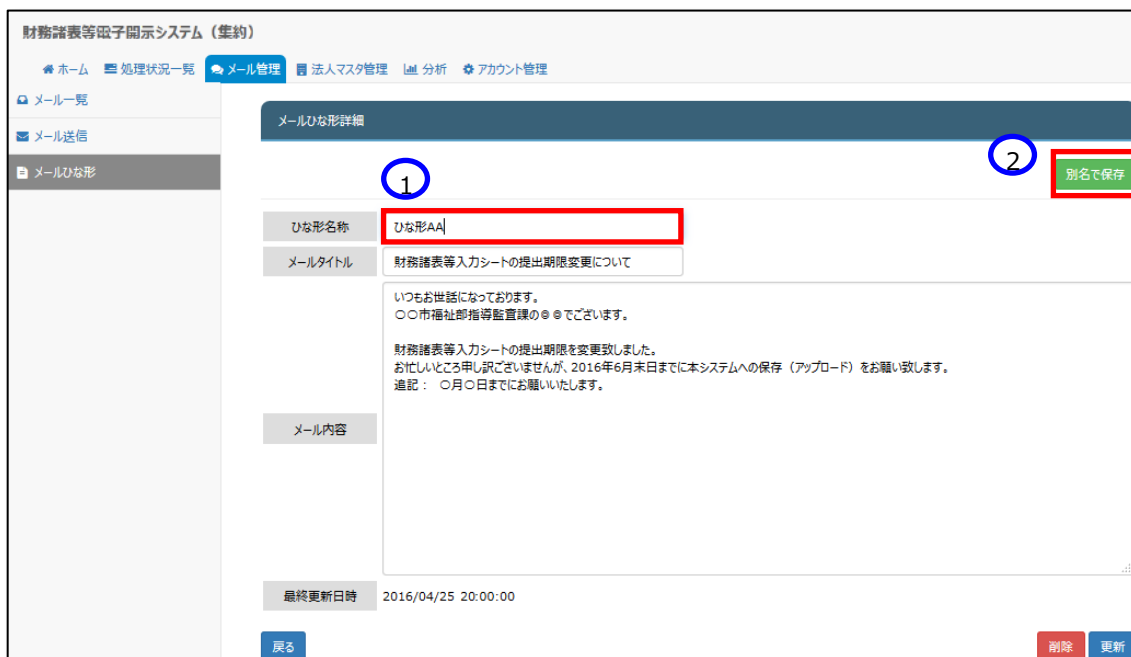 財務諸表等電子開示システム（集約）
ホーム 処理状況一覧 メール管理 法人マスタ管理 分析 アカウント管理
メール一覧
メール送信
メールひな形
メールひな形詳細
1
2
別名で保存
ひな形名称 ひな形AA
メールタイトル 財務諸表等入力シートの提出期限変更について
いつもお世話になっております。
〇〇市福祉部指導監査課の◎◎でございます。
財務諸表等入力シートの提出期限を変更致しました。
お忙しいところ申し訳ございませんが、2016年6月末日までに本システムへの保存（アップロード）をお願い致します。
追記： 〇月〇日までにお願いいたします。
メール内容
最終更新日時 2016/04/25 20:00:00
戻る 削除 更新